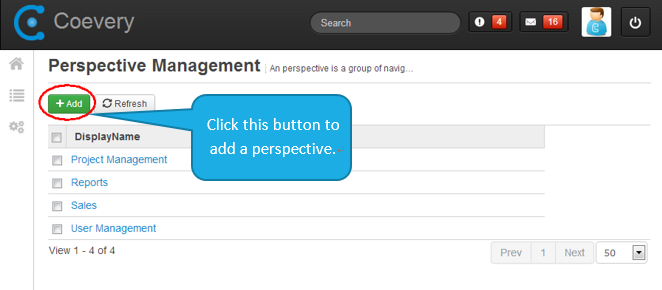 Coevery
Search
4
16
Perspective Management | An perspective is a group of navig...
+ Add
Refresh
Click this button to
add a perspective.
DisplayName
Project Management
Reports
Sales
User Management
View 1 - 4 of 4
Prev 1 Next 50